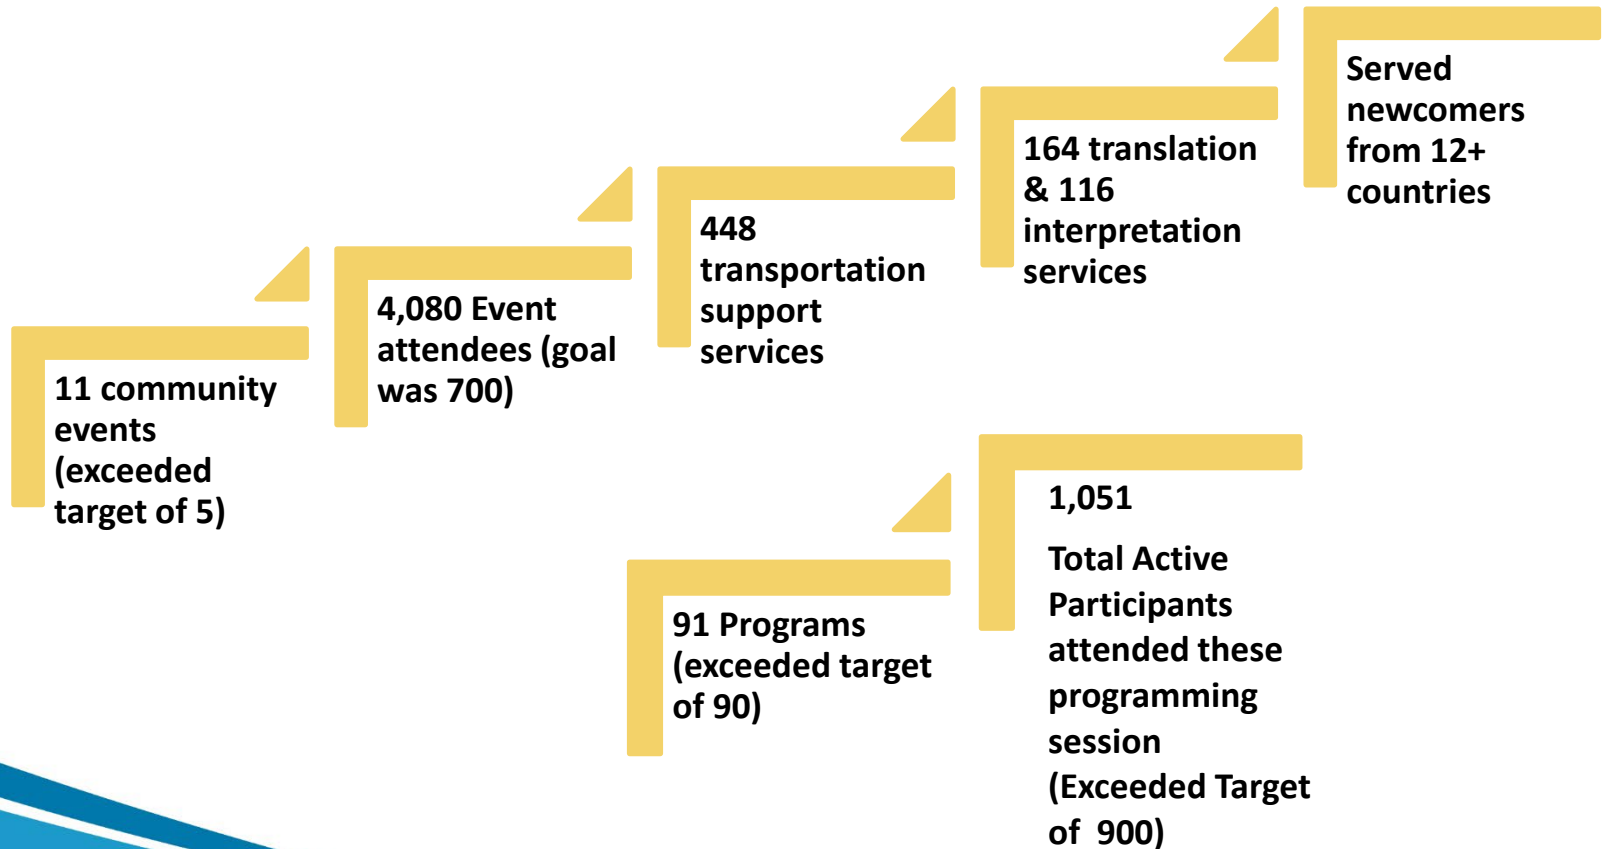 11 community
events
(exceeded
target of 5)
4,080 Event
attendees (goal
was 700)
448
transportation
support
services
164 translation
& 116
interpretation
services
Served
newcomers
from 12+
countries
91 Programs
(exceeded target
of 90)
1,051
Total Active
Participants
attended these
programming
session
(Exceeded Target
of 900)